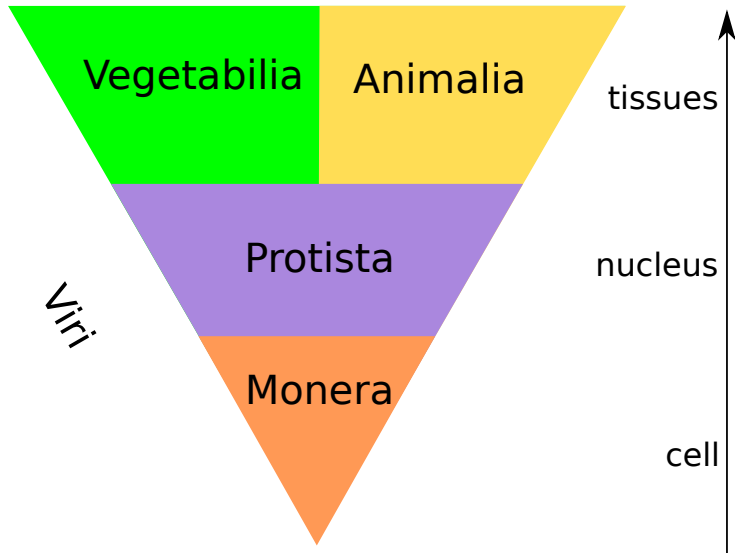 Vegetabilia
Animalia
tissues
Protista
nucleus
Viri
Monera
cell